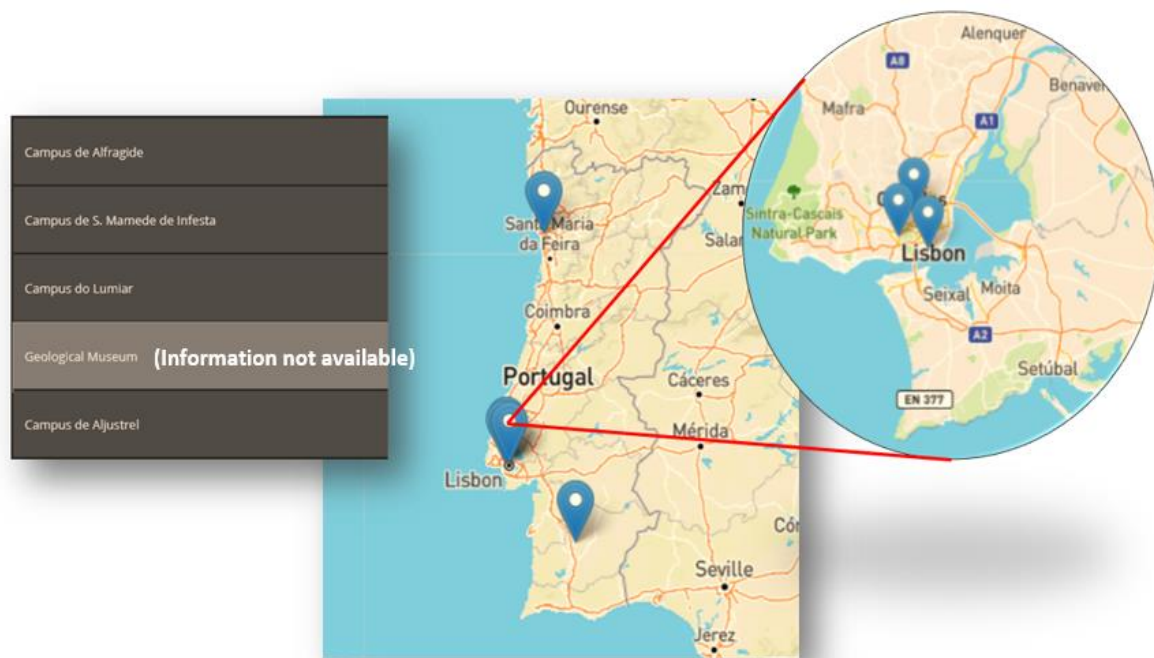 Campus de Alfragide
Campus de S. Mamede de Infesta
Campus do Lumiar
Geological Museum (Information not available)
Campus de Aljustrel
Ourense
Santa Maria
da Feira
Coimbra
Portugal
Cáceres
Mérida
Lisbon
Seville
Jerez
Alenquer
A8
Mafra
A1
Sintra-Cascais
Natural Park
Lisbon
Seixal
Moita
A2
Setúbal
EN 377